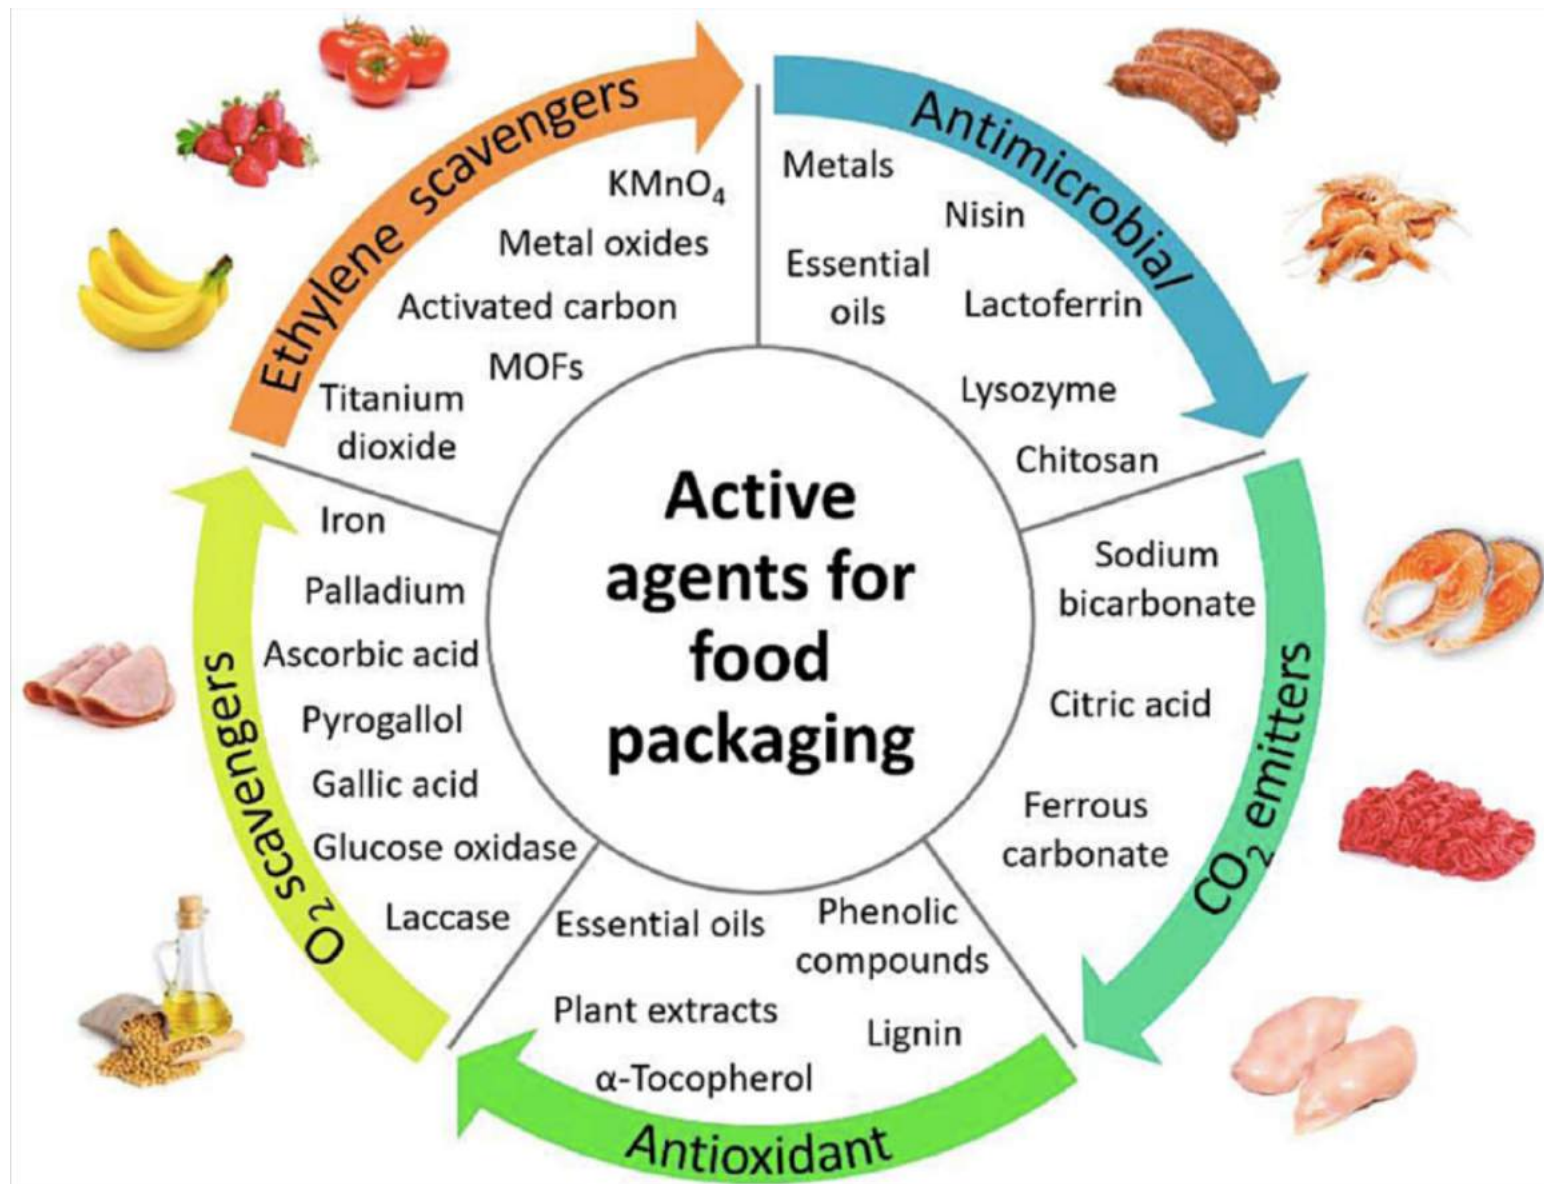 Active
agents for
food
packaging
Antimicrobial
Metals
Nisin
Essential
oils
Lactoferrin
Lysozyme
Chitosan
CO₂ emitters
Sodium
bicarbonate
Citric acid
Ferrous
carbonate
Antioxidant
Essential oils
Phenolic
compounds
Plant extracts
Lignin
α-Tocopherol
O₂ scavengers
Iron
Palladium
Ascorbic acid
Pyrogallol
Gallic acid
Glucose oxidase
Laccase
Ethylene scavengers
KMnO₄
Metal oxides
Activated carbon
MOFs
Titanium
dioxide